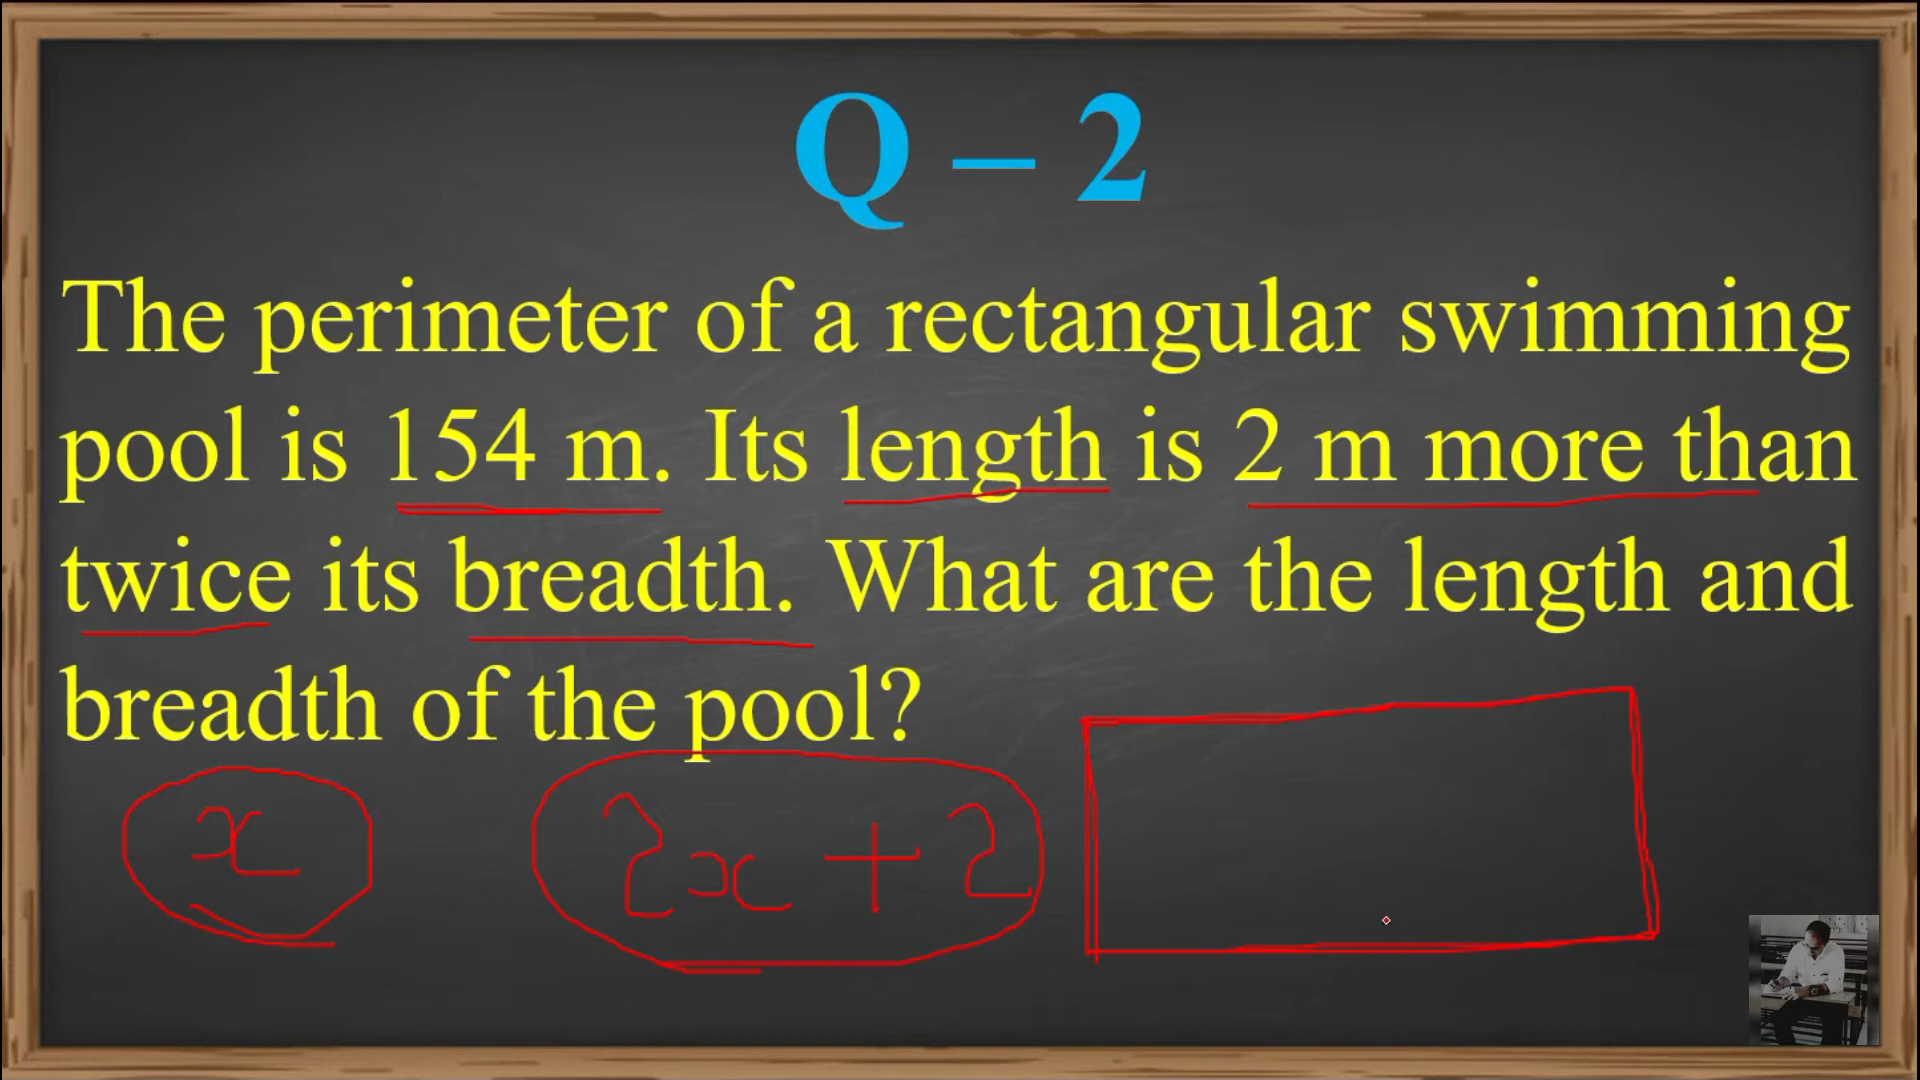 Q – 2
The perimeter of a rectangular swimming
pool is 154 m. Its length is 2 m more than
twice its breadth. What are the length and
breadth of the pool?
x 2x + 2